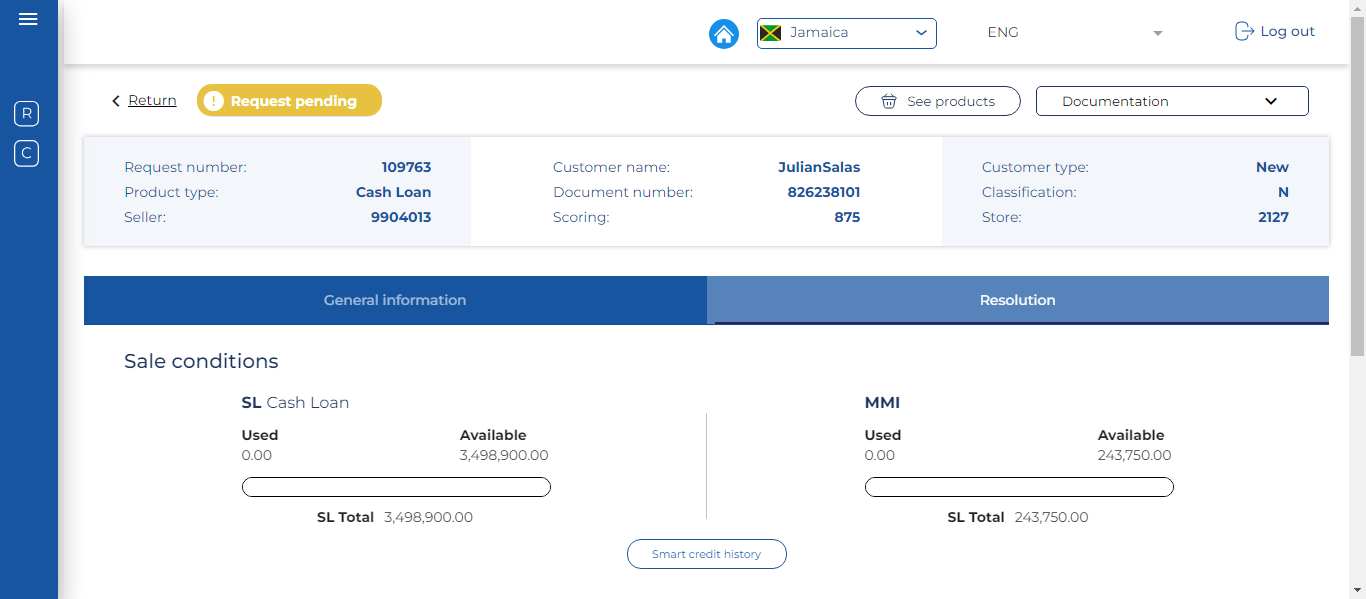 Jamaica ENG Log out
Return ! Request pending See products Documentation
R
C
Request number: 109763 Customer name: JulianSalas Customer type: New
Product type: Cash Loan Document number: 826238101 Classification: N
Seller: 9904013 Scoring: 875 Store: 2127
General information Resolution
Sale conditions
SL Cash Loan MMI
Used Available Used Available
0.00 3,498,900.00 0.00 243,750.00
SL Total 3,498,900.00 SL Total 243,750.00
Smart credit history